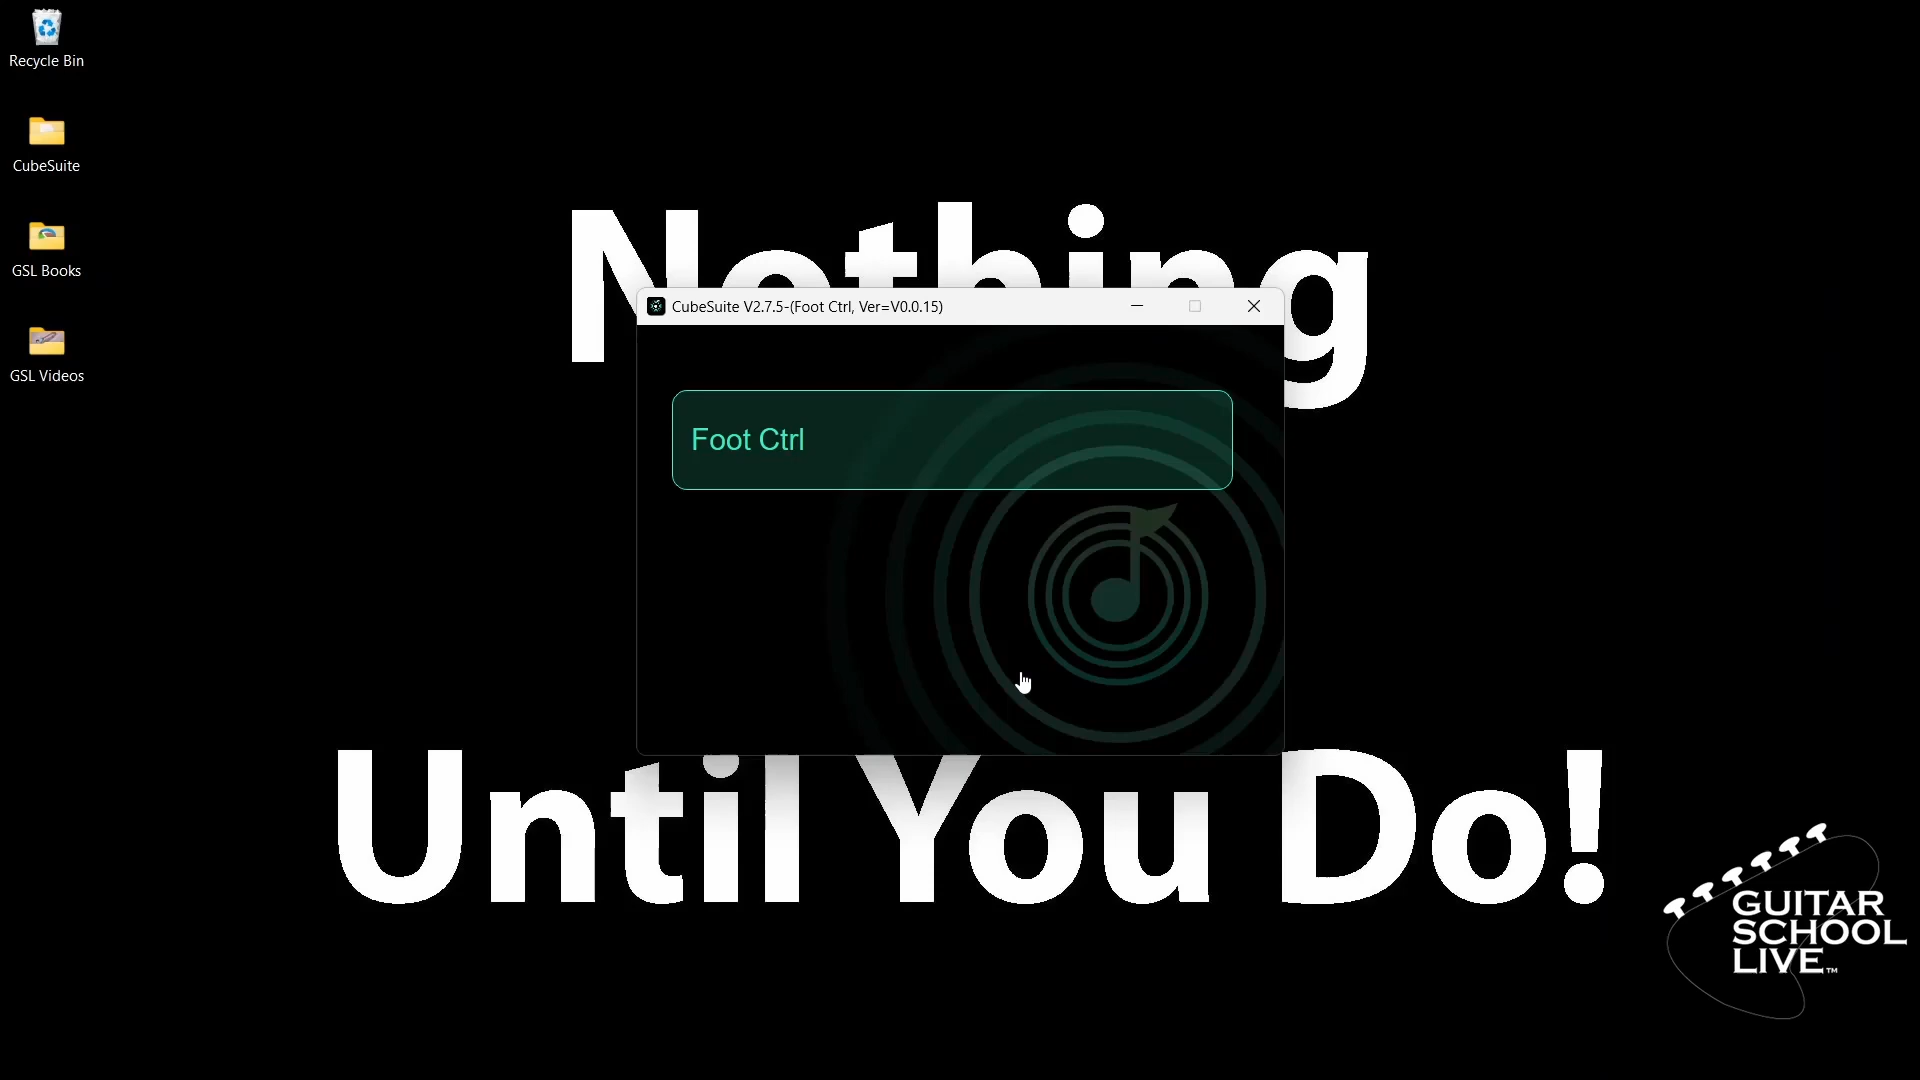 Recycle Bin
CubeSuite
GSL Books
GSL Videos
Nothing
CubeSuite V2.7.5-(Foot Ctrl, Ver=V0.0.15)
Foot Ctrl
Until You Do!
GUITAR
SCHOOL
LIVE™